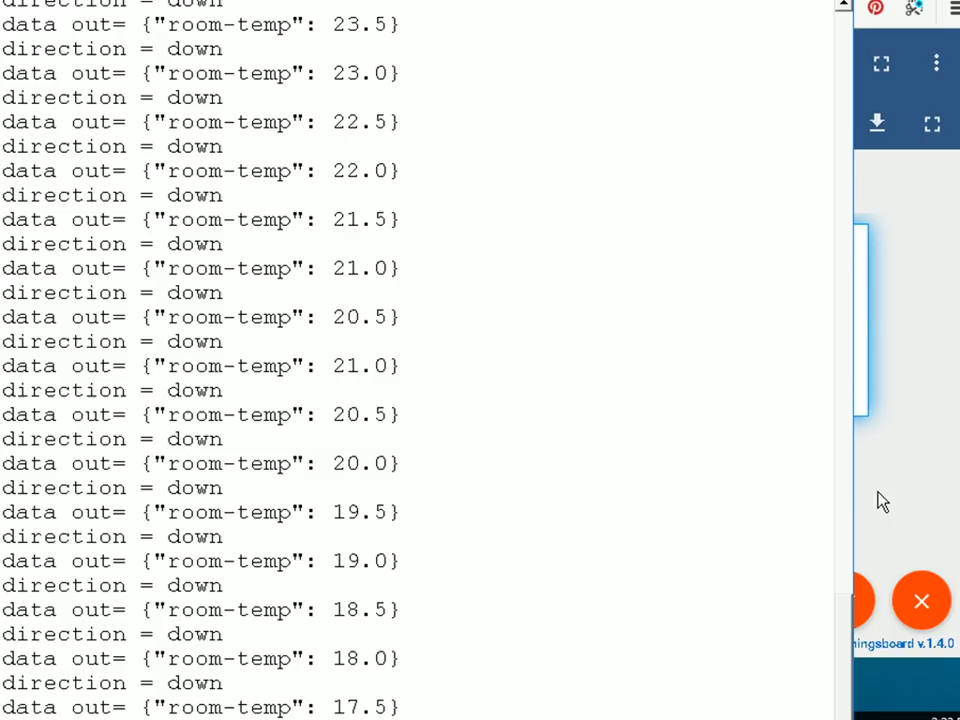 direction = down
data out= {"room-temp": 23.5}
direction = down
data out= {"room-temp": 23.0}
direction = down
data out= {"room-temp": 22.5}
direction = down
data out= {"room-temp": 22.0}
direction = down
data out= {"room-temp": 21.5}
direction = down
data out= {"room-temp": 21.0}
direction = down
data out= {"room-temp": 20.5}
direction = down
data out= {"room-temp": 21.0}
direction = down
data out= {"room-temp": 20.5}
direction = down
data out= {"room-temp": 20.0}
direction = down
data out= {"room-temp": 19.5}
direction = down
data out= {"room-temp": 19.0}
direction = down
data out= {"room-temp": 18.5}
direction = down
data out= {"room-temp": 18.0}
direction = down
data out= {"room-temp": 17.5}
ningsboard v.1.4.0